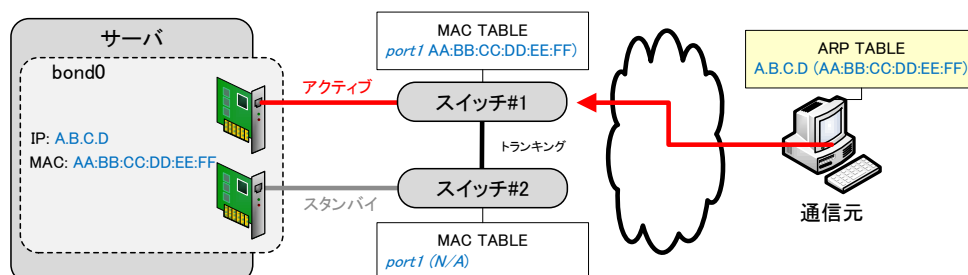 サーバ
bond0
IP: A.B.C.D
MAC: AA:BB:CC:DD:EE:FF
アクティブ
スタンバイ
MAC TABLE
port1 AA:BB:CC:DD:EE:FF)
スイッチ#1
トランキング
スイッチ#2
MAC TABLE
port1 (N/A)
ARP TABLE
A.B.C.D (AA:BB:CC:DD:EE:FF)
通信元